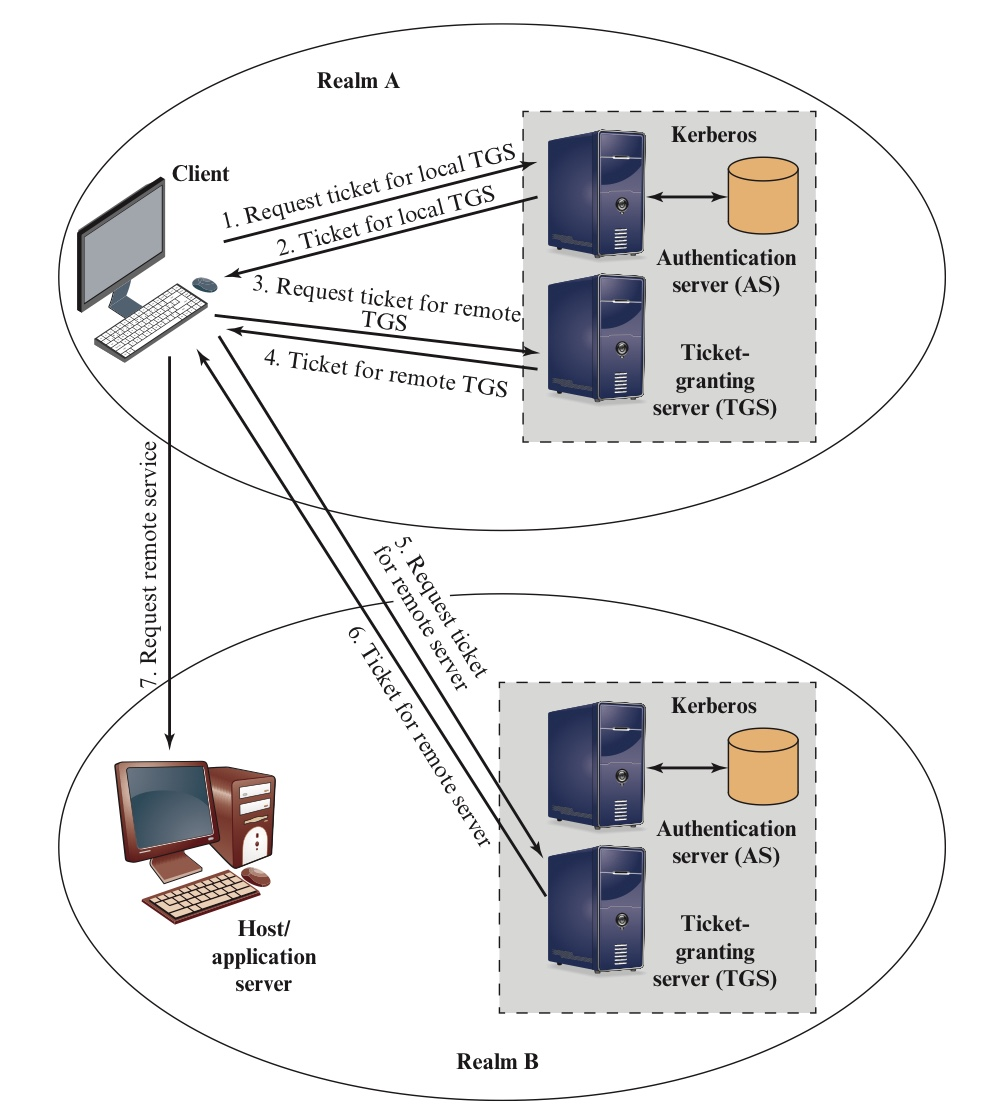 Realm A
Kerberos
Client
1. Request ticket for local TGS
2. Ticket for local TGS
Authentication
server (AS)
3. Request ticket for remote
TGS
4. Ticket for remote TGS
Ticket-
granting
server (TGS)
7. Request remote service
5. Request ticket
for remote server
6. Ticket for remote server
Kerberos
Authentication
server (AS)
Host/
application
server
Ticket-
granting
server (TGS)
Realm B